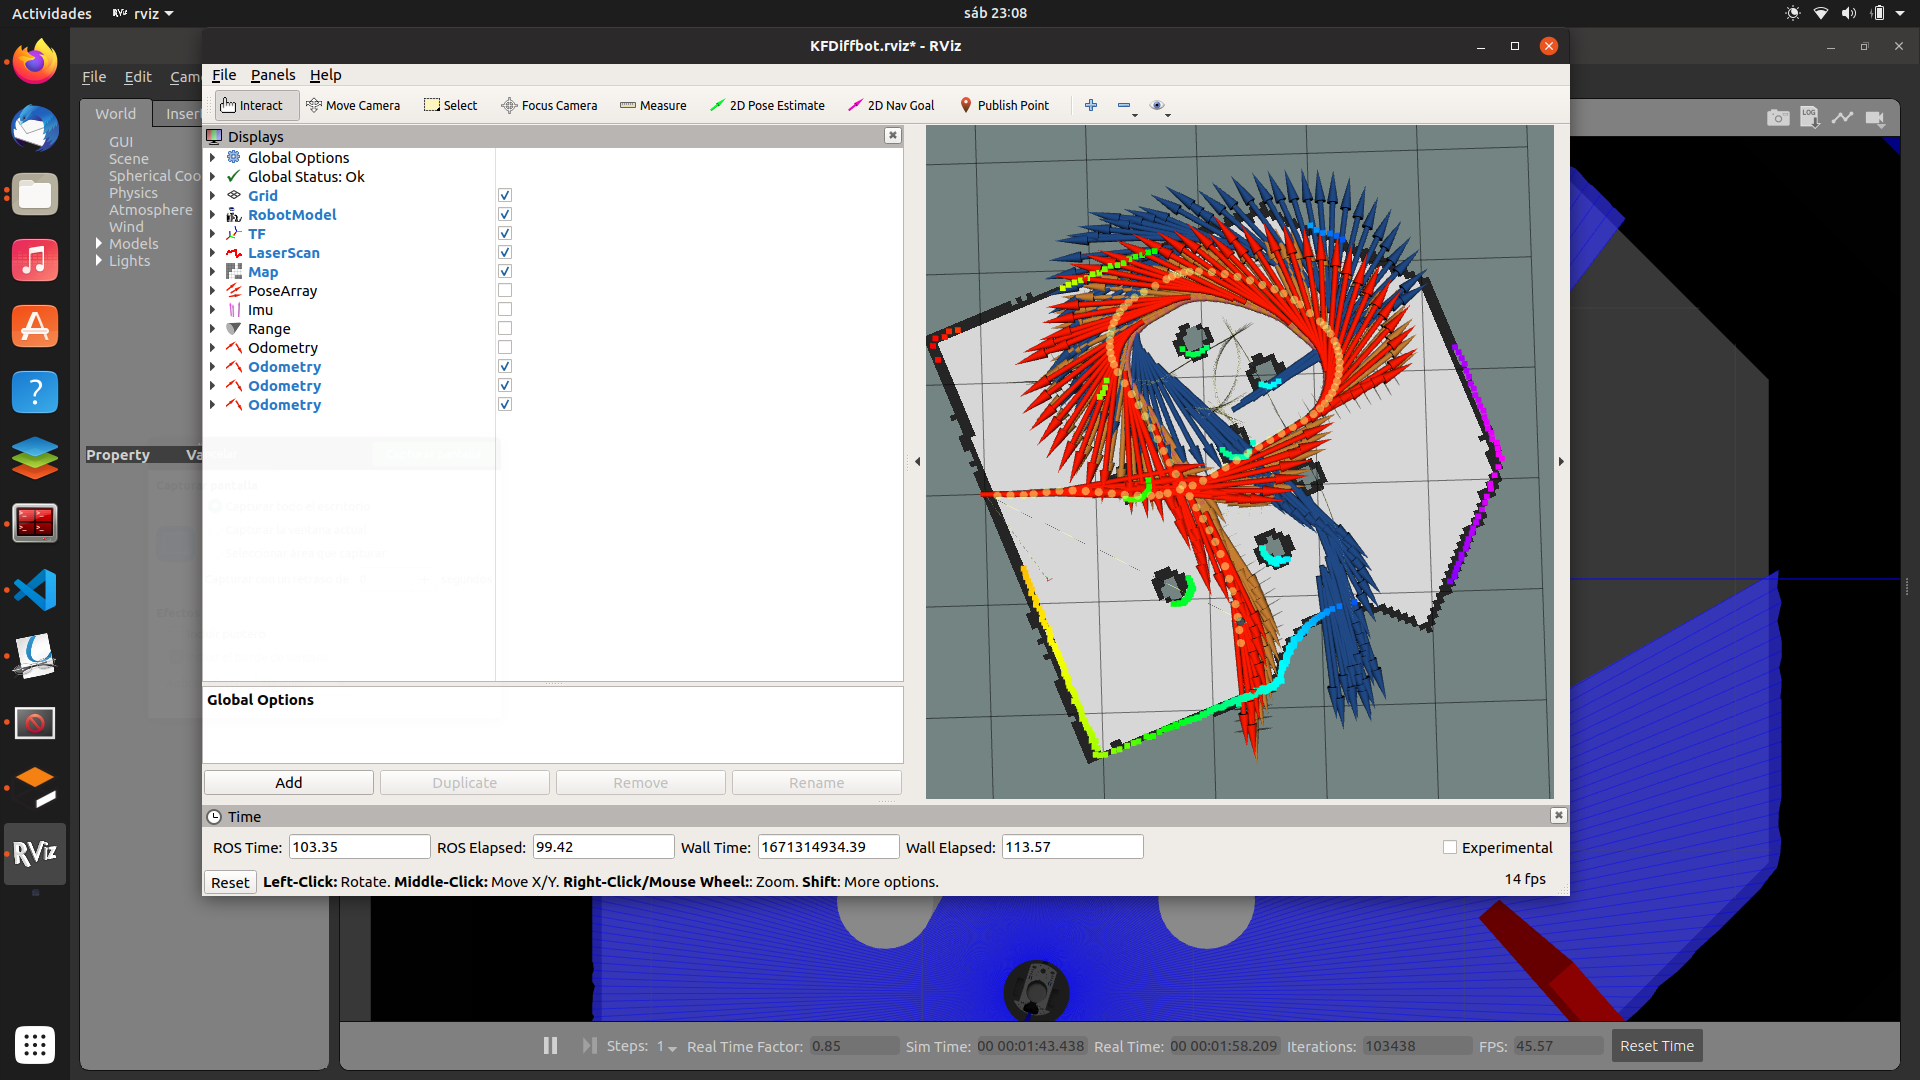 Actividades
rviz
sáb 23:08
KFDiffbot.rviz* - RViz
File Edit Cam
File Panels Help
Interact Move Camera Select Focus Camera Measure 2D Pose Estimate 2D Nav Goal Publish Point
World Inser
GUI
Scene
Spherical Coo
Physics
Atmosphere
Wind
Models
Lights
Property
Displays
Global Options
Global Status: Ok
Grid
RobotModel
TF
LaserScan
Map
PoseArray
Imu
Range
Odometry
Odometry
Odometry
Odometry
Global Options
Add Duplicate Remove Rename
Time
ROS Time: 103.35 ROS Elapsed: 99.42 Wall Time: 1671314934.39 Wall Elapsed: 113.57 Experimental
Reset Left-Click: Rotate. Middle-Click: Move X/Y. Right-Click/Mouse Wheel:: Zoom. Shift: More options. 14 fps
LOG
RViz
Steps: 1 Real Time Factor: 0.85 Sim Time: 00 00:01:43.438 Real Time: 00 00:01:58.209 Iterations: 103438 FPS: 45.57 Reset Time